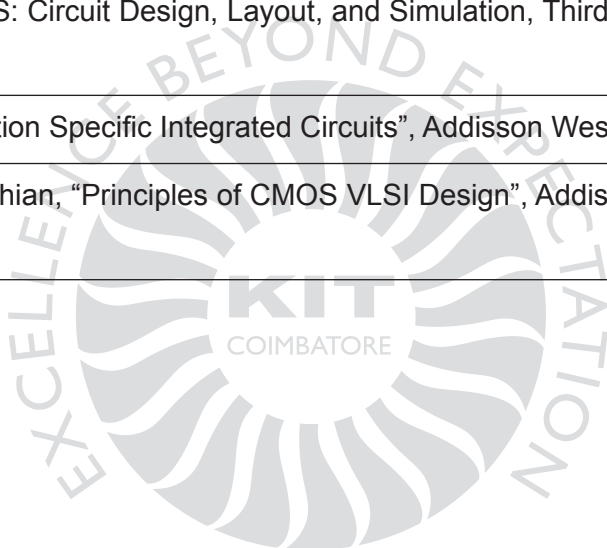 S: Circuit Design, Layout, and Simulation, Third
tion Specific Integrated Circuits”, Addisson Wes
hian, “Principles of CMOS VLSI Design”, Addis
EXCELLENCE BEYOND EXPECTATION
KIT
COIMBATORE